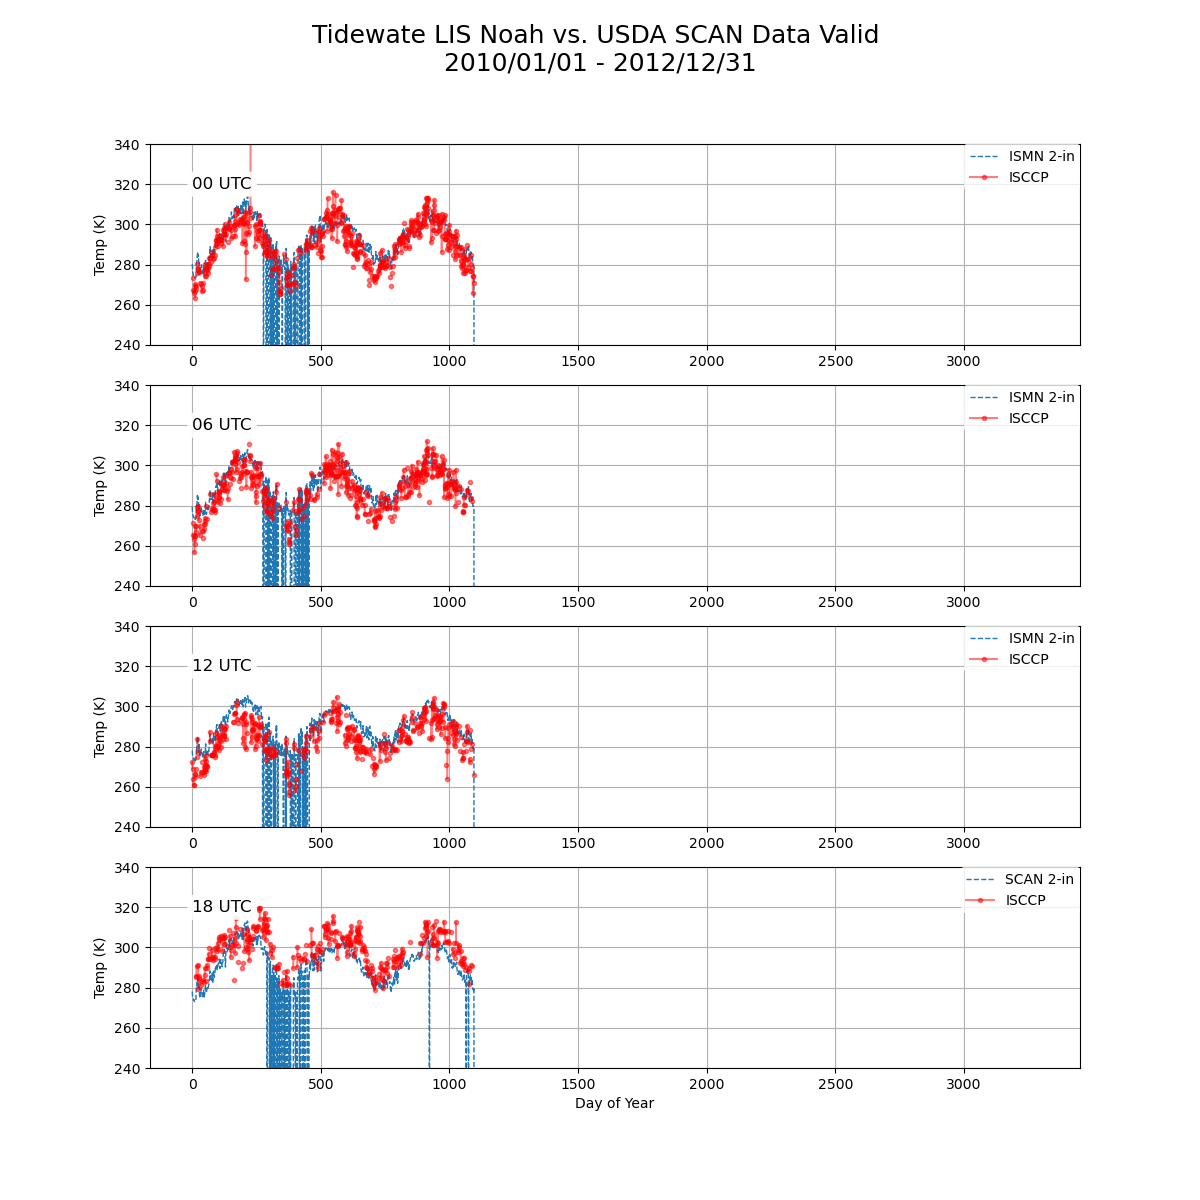 Tidewate LIS Noah vs. USDA SCAN Data Valid
2010/01/01 - 2012/12/31
340
320
300
280
260
240
Temp (K)
00 UTC
ISMN 2-in
ISCCP
0 500 1000 1500 2000 2500 3000
340
320
300
280
260
240
Temp (K)
06 UTC
ISMN 2-in
ISCCP
0 500 1000 1500 2000 2500 3000
340
320
300
280
260
240
Temp (K)
12 UTC
ISMN 2-in
ISCCP
0 500 1000 1500 2000 2500 3000
340
320
300
280
260
240
Temp (K)
18 UTC
SCAN 2-in
ISCCP
0 500 1000 1500 2000 2500 3000
Day of Year